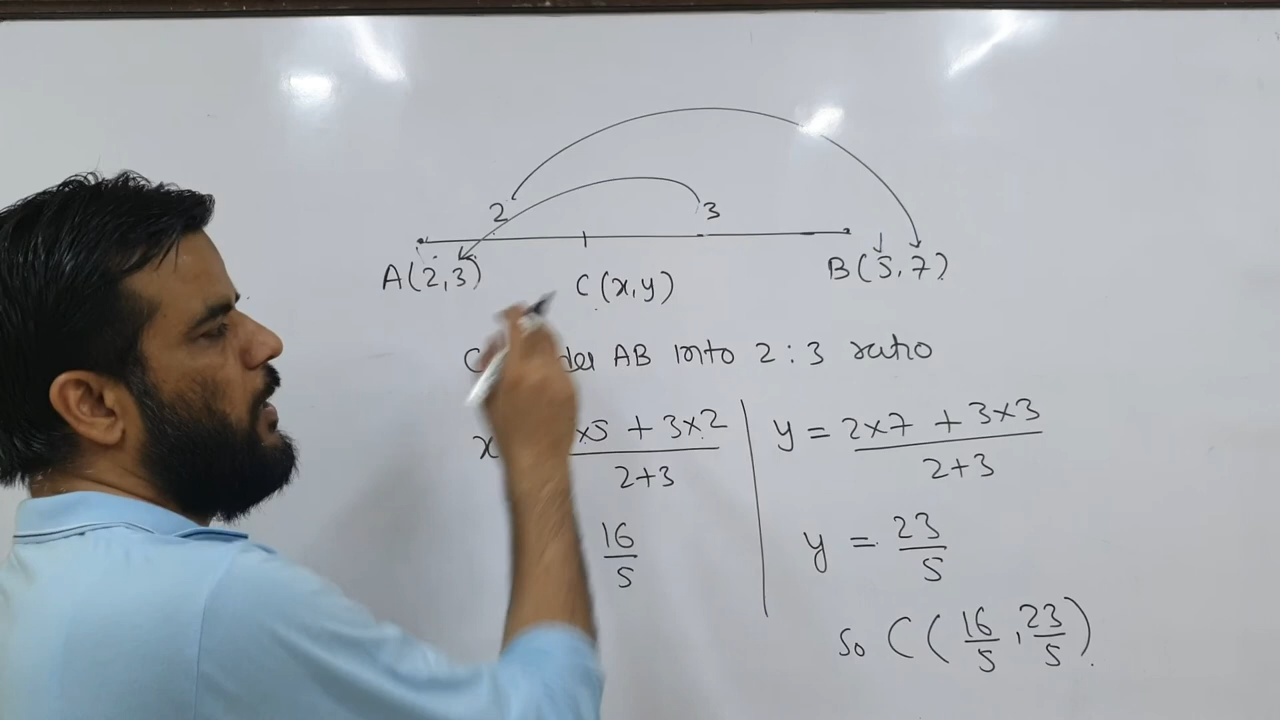 2 3
A(2,3) C(x,y) B(5,7)
C AB into 2:3 ratio
x ×5 + 3×2 / 2+3
y = 2×7 + 3×3 / 2+3
16/5
y = 23/5
So C(16/5, 23/5).